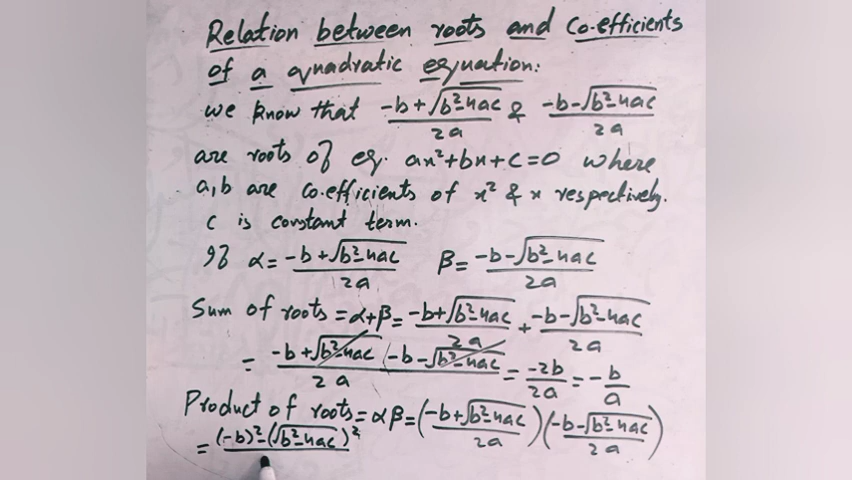 Relation between roots and Co-efficients
of a quadratic equation:
we know that (-b+√(b²-4ac))/2a & (-b-√(b²-4ac))/2a
are roots of eq. ax²+bx+c=0 where
a,b are co-efficients of x² & x respectively.
c is constant term.
If α=(-b+√(b²-4ac))/2a β=(-b-√(b²-4ac))/2a
Sum of roots=α+β=(-b+√(b²-4ac))/2a+(-b-√(b²-4ac))/2a
=(-b+√(b²-4ac)-b-√(b²-4ac))/2a=-2b/2a=-b/a
Product of roots=αβ=((-b+√(b²-4ac))/2a)((-b-√(b²-4ac))/2a)
=(-b)²-(√(b²-4ac))²